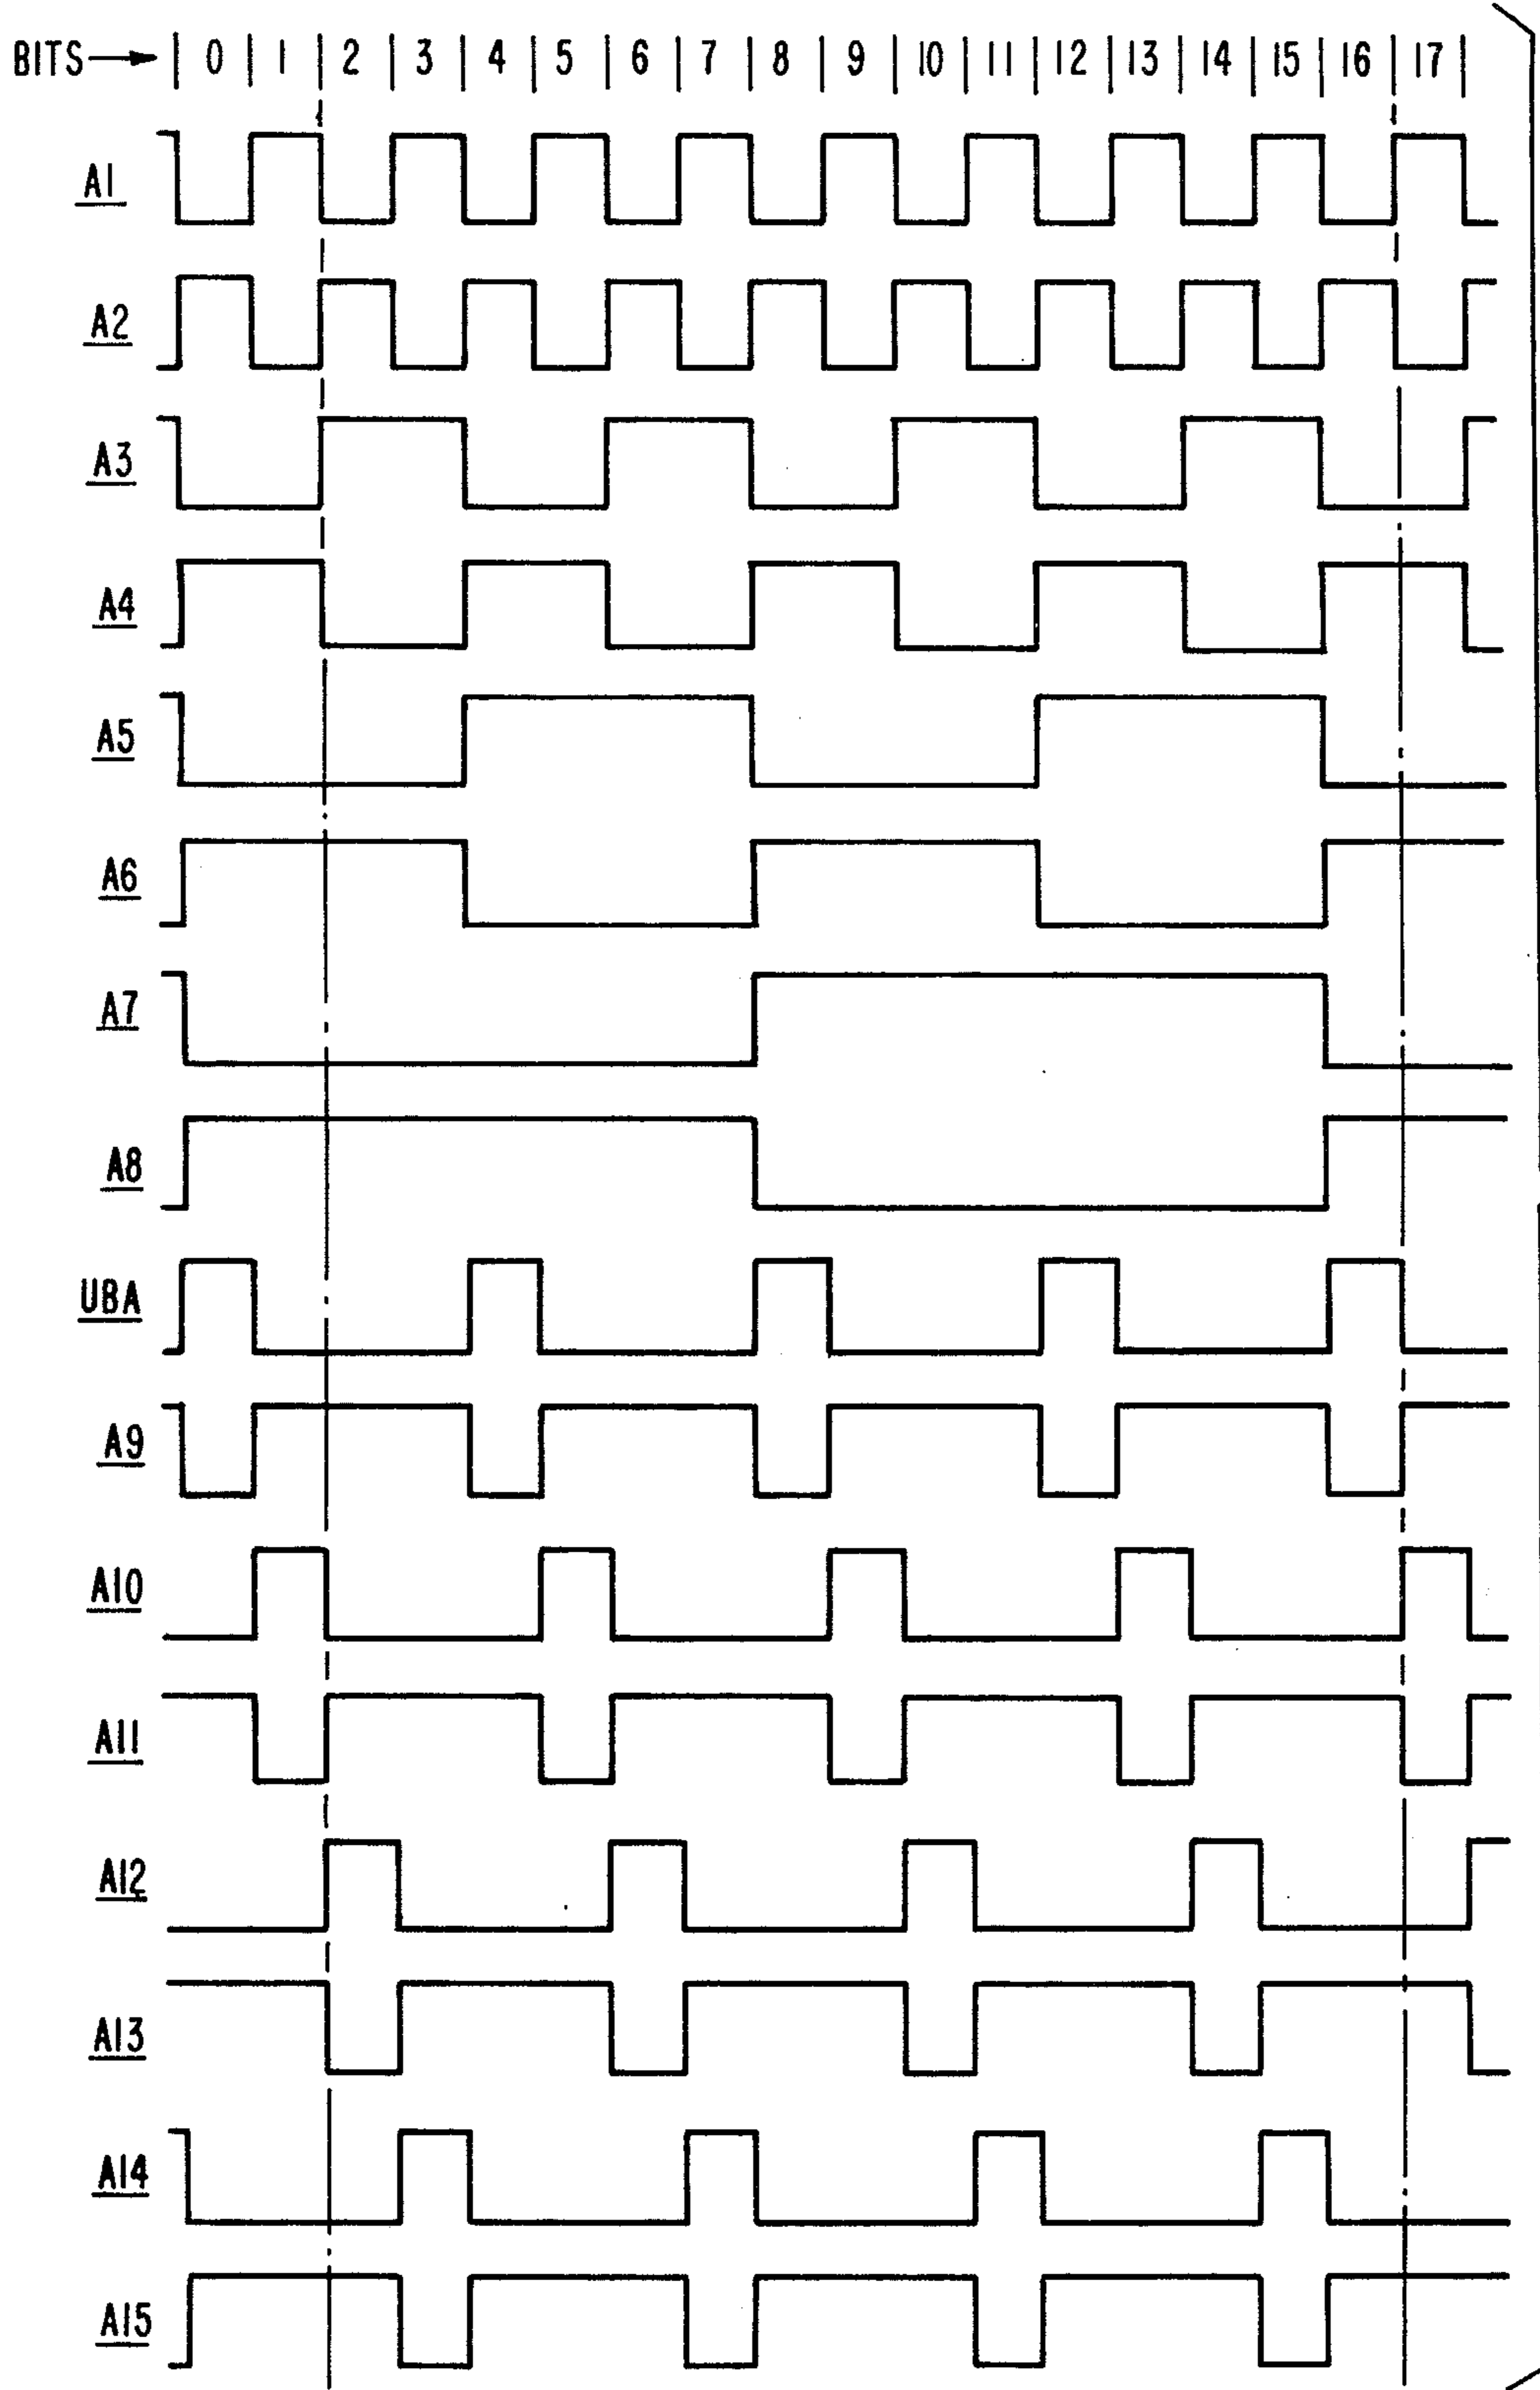 BITS → | 0 | 1 | 2 | 3 | 4 | 5 | 6 | 7 | 8 | 9 | 10 | 11 | 12 | 13 | 14 | 15 | 16 | 17 |
A1
A2
A3
A4
A5
A6
A7
A8
UBA
A9
A10
A11
A12
A13
A14
A15